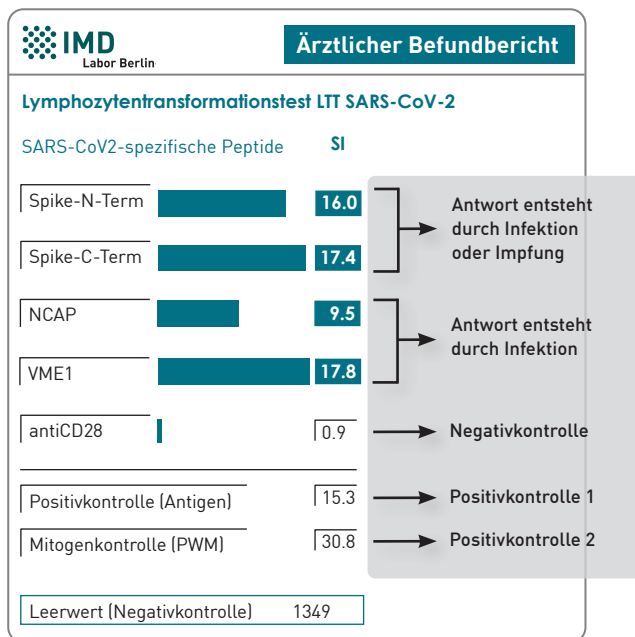 IMD
Labor Berlin
Ärztlicher Befundbericht
Lymphozytentransformationstest LTT SARS-CoV-2
SARS-CoV2-spezifische Peptide SI
Spike-N-Term 16.0
Antwort entsteht
durch Infektion
oder Impfung
Spike-C-Term 17.4
NCAP 9.5
Antwort entsteht
durch Infektion
VME1 17.8
antiCD28 0.9 Negativkontrolle
Positivkontrolle (Antigen) 15.3 Positivkontrolle 1
Mitogenkontrolle (PWM) 30.8 Positivkontrolle 2
Leerwert (Negativkontrolle) 1349